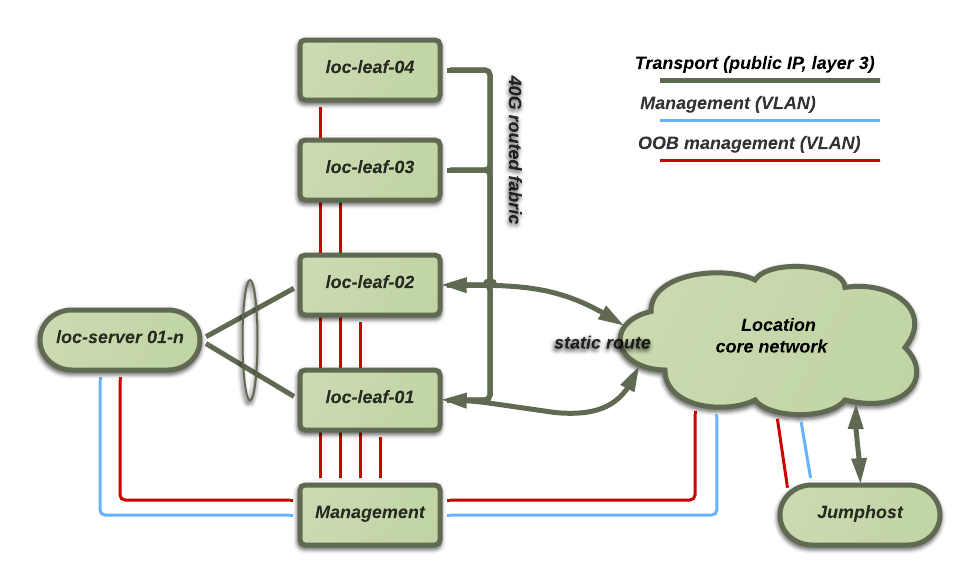 loc-leaf-04
Transport (public IP, layer 3)
Management (VLAN)
OOB management (VLAN)
40G routed fabric
loc-leaf-03
loc-leaf-02
loc-server 01-n
static route
Location
core network
loc-leaf-01
Management
Jumphost